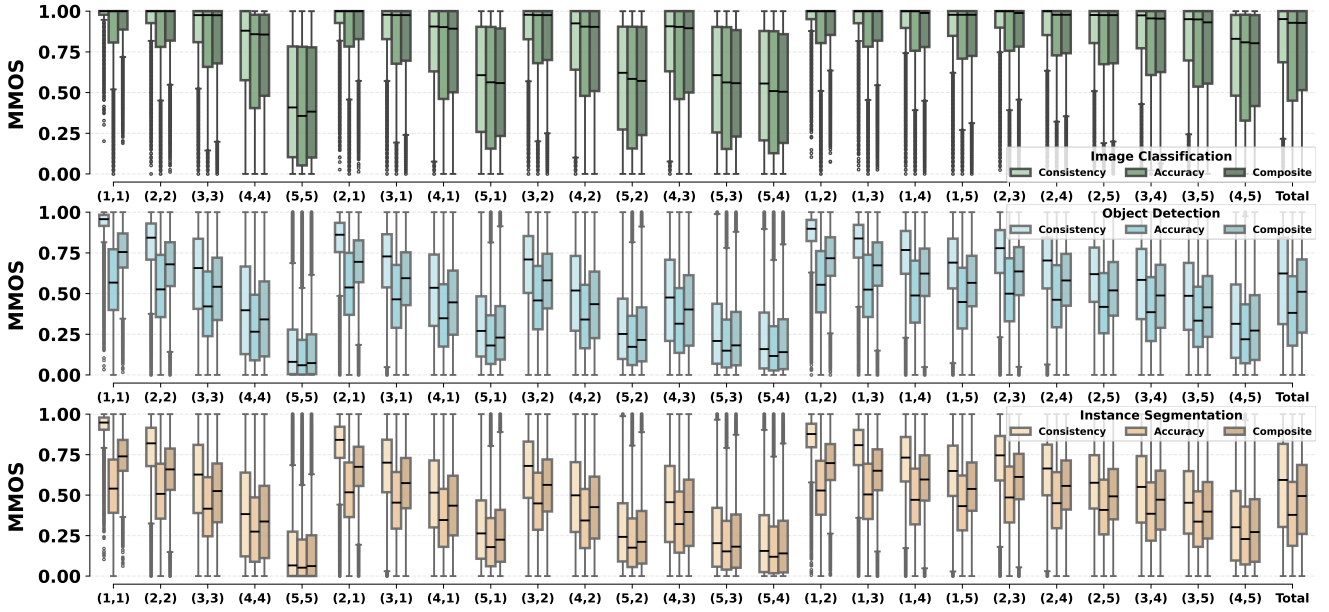 1.00
0.75
0.50
0.25
0.00
MMOS
Image Classification
Consistency Accuracy Composite
(1,1) (2,2) (3,3) (4,4) (5,5) (2,1) (3,1) (4,1) (5,1) (3,2) (4,2) (5,2) (4,3) (5,3) (5,4) (1,2) (1,3) (1,4) (1,5) (2,3) (2,4) (2,5) (3,4) (3,5) (4,5) Total
1.00
0.75
0.50
0.25
0.00
MMOS
Object Detection
Consistency Accuracy Composite
(1,1) (2,2) (3,3) (4,4) (5,5) (2,1) (3,1) (4,1) (5,1) (3,2) (4,2) (5,2) (4,3) (5,3) (5,4) (1,2) (1,3) (1,4) (1,5) (2,3) (2,4) (2,5) (3,4) (3,5) (4,5) Total
1.00
0.75
0.50
0.25
0.00
MMOS
Instance Segmentation
Consistency Accuracy Composite
(1,1) (2,2) (3,3) (4,4) (5,5) (2,1) (3,1) (4,1) (5,1) (3,2) (4,2) (5,2) (4,3) (5,3) (5,4) (1,2) (1,3) (1,4) (1,5) (2,3) (2,4) (2,5) (3,4) (3,5) (4,5) Total